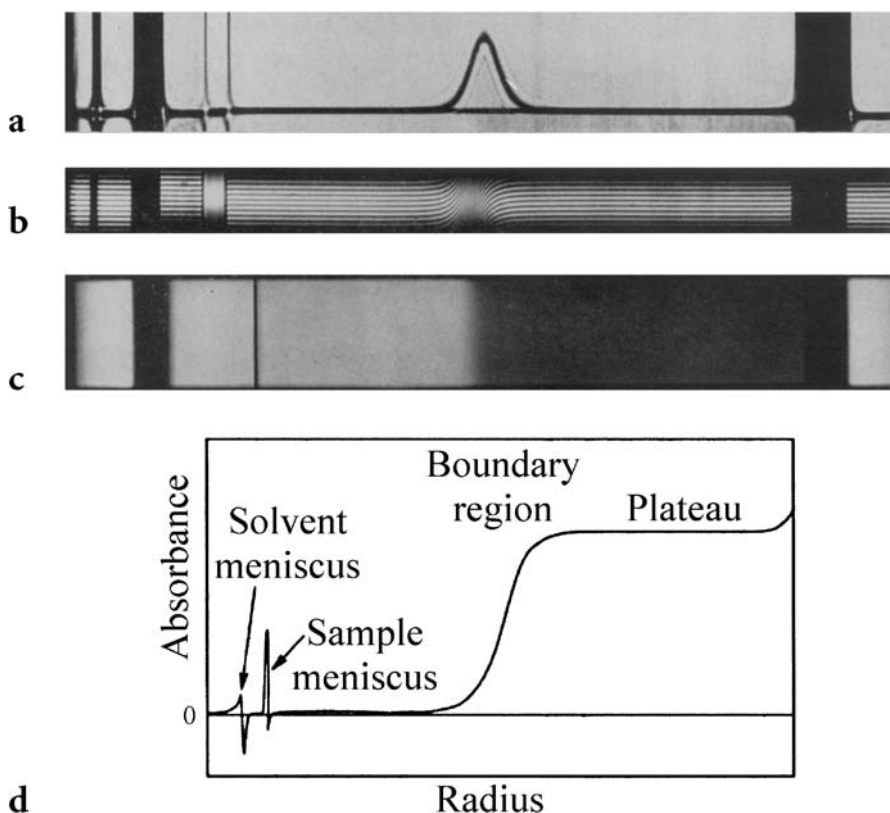 a
b
c
Boundary
region
Plateau
Solvent
meniscus
Sample
meniscus
Absorbance
0
d
Radius